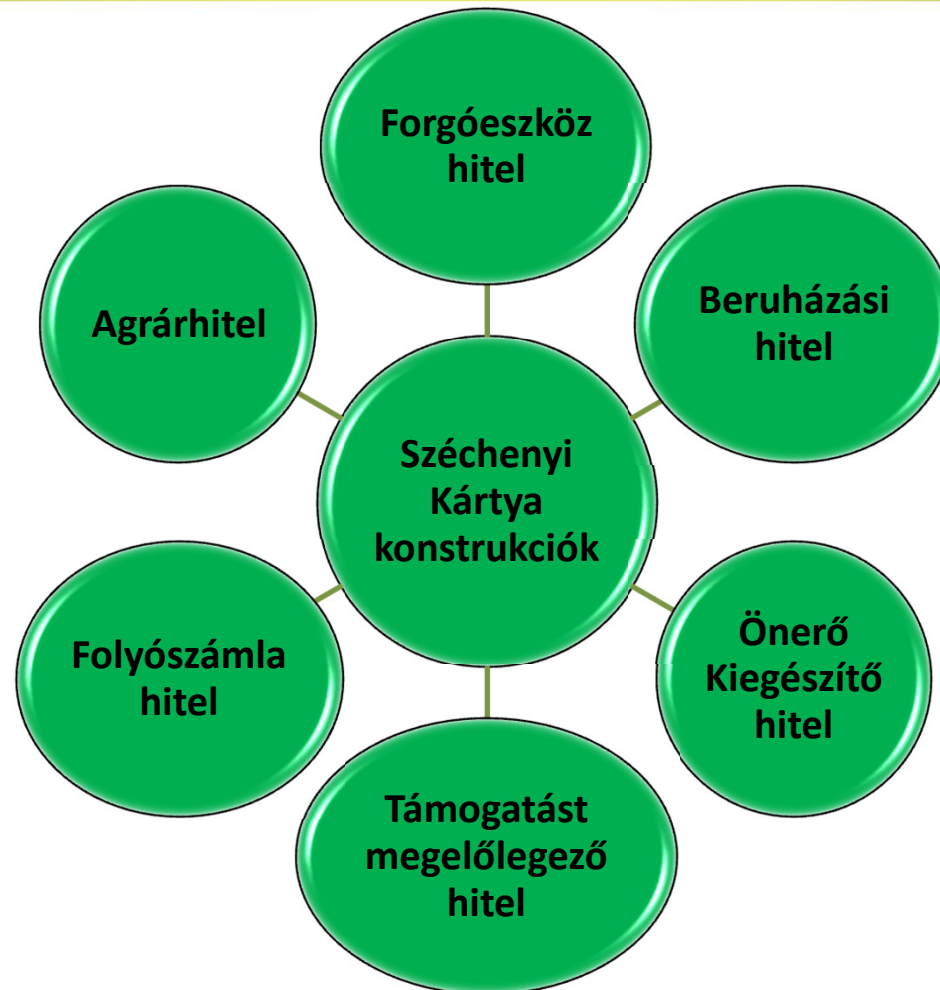 Forgóeszköz
hitel
Agrárhitel
Beruházási
hitel
Széchenyi
Kártya
konstrukciók
Folyószámla
hitel
Önerő
Kiegészítő
hitel
Támogatást
megelőlegező
hitel